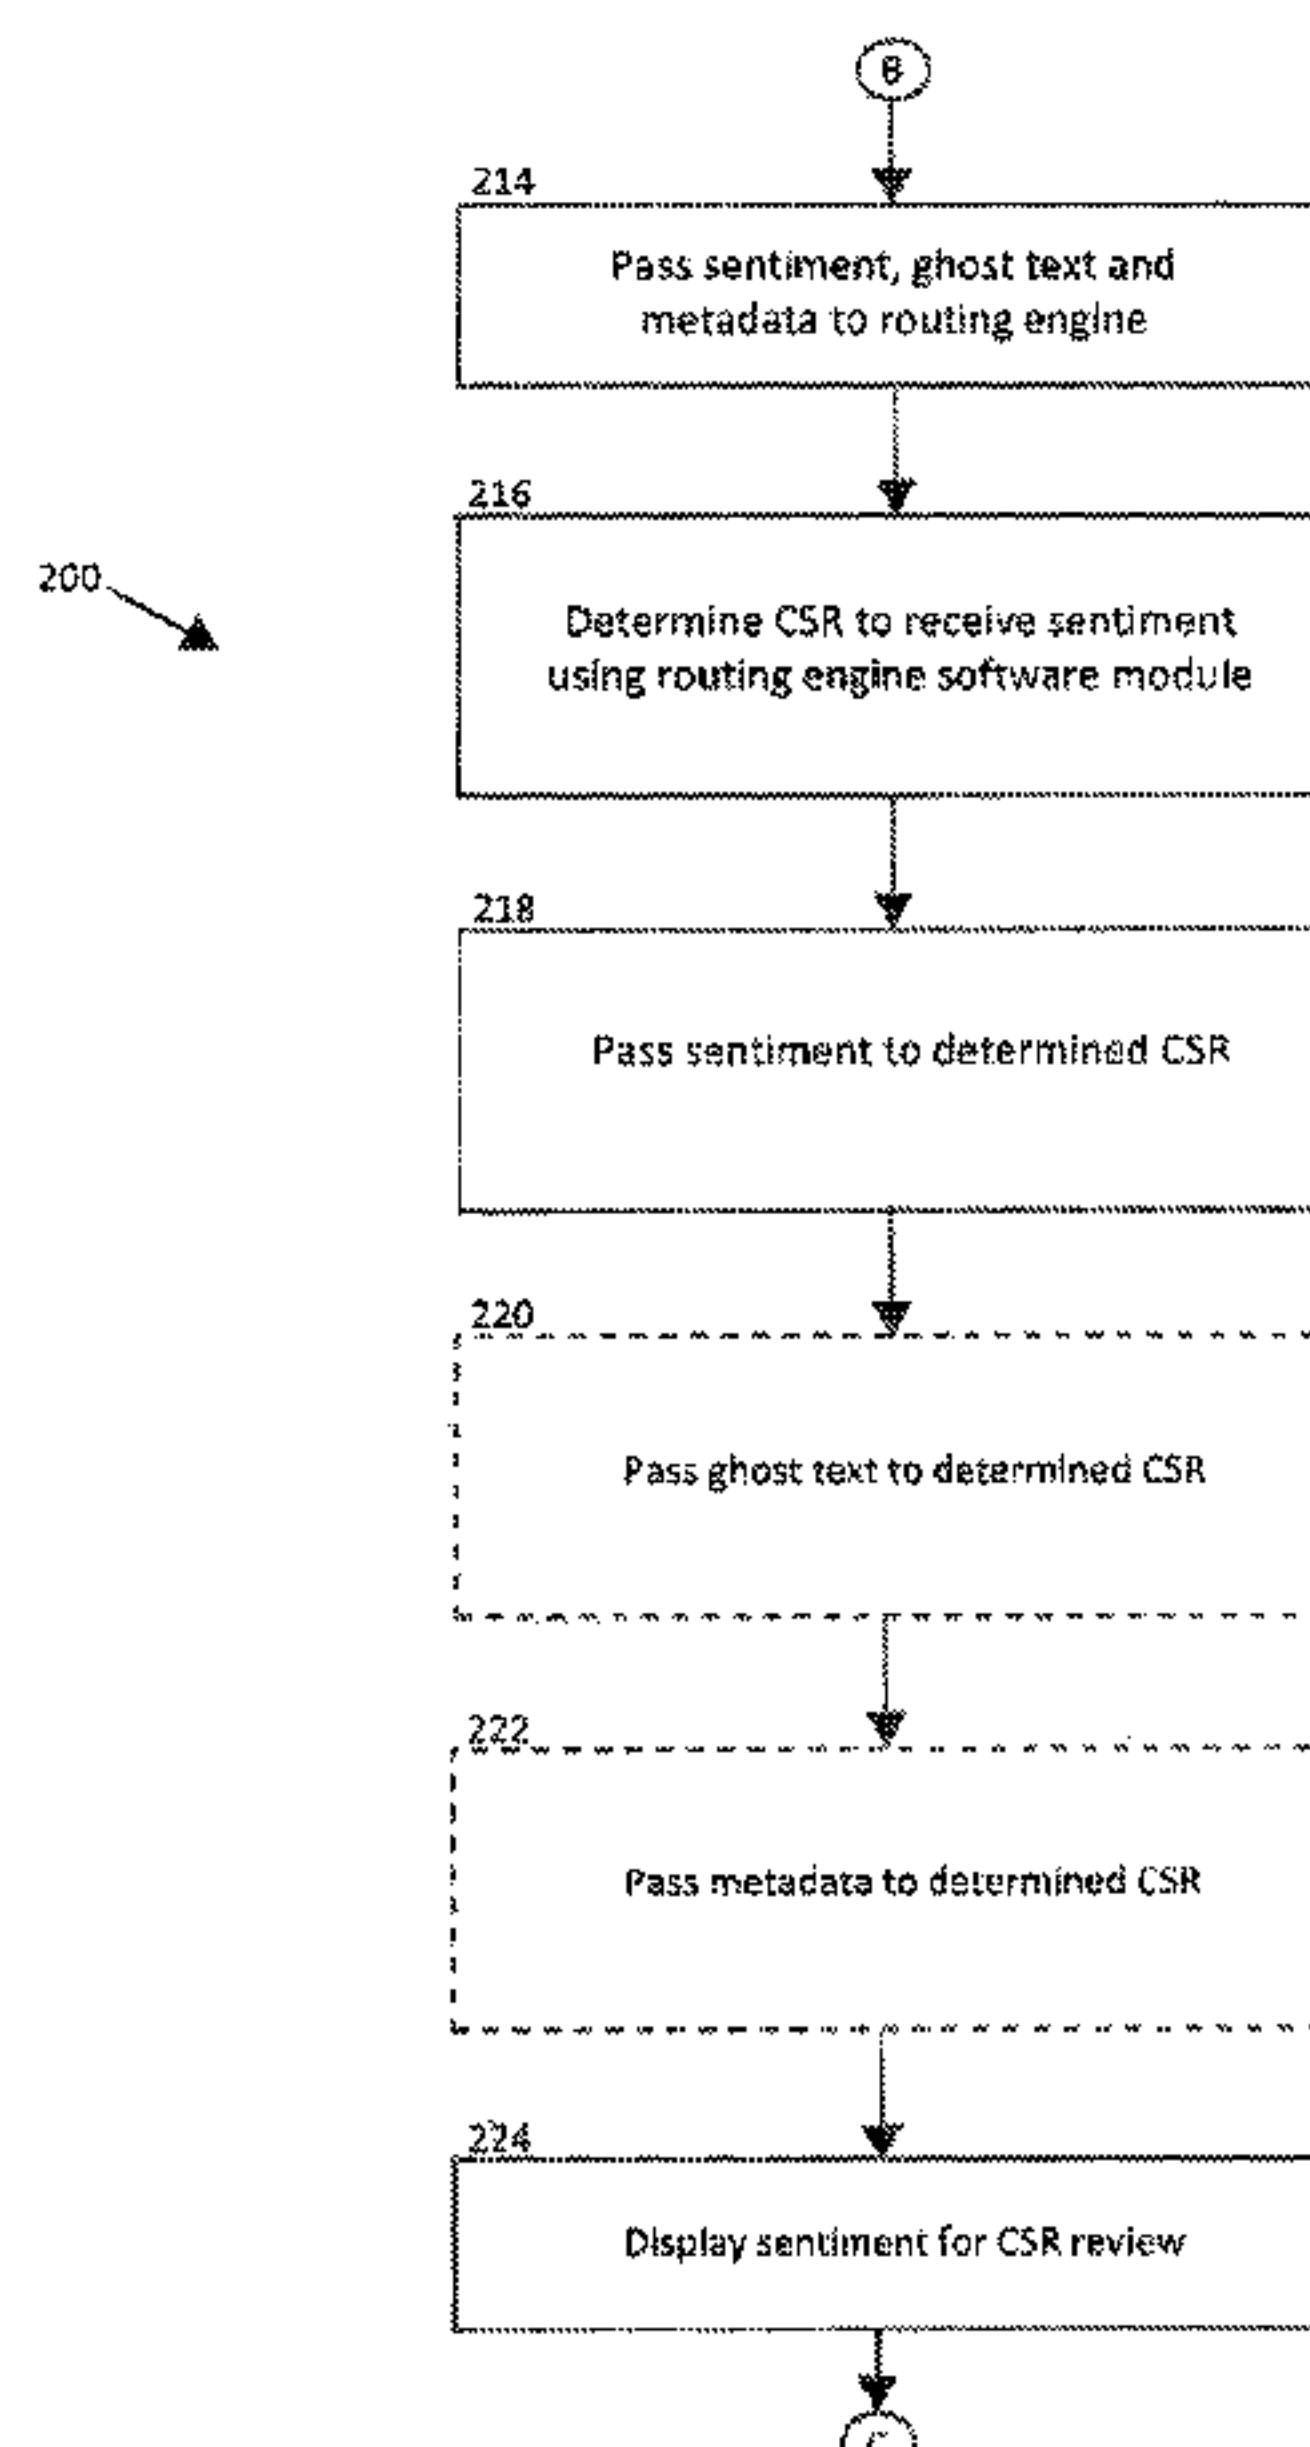 B
214
Pass sentiment, ghost text and
metadata to routing engine
216
200
Determine CSR to receive sentiment
using routing engine software module
218
Pass sentiment to determined CSR
220
Pass ghost text to determined CSR
222
Pass metadata to determined CSR
224
Display sentiment for CSR review
C